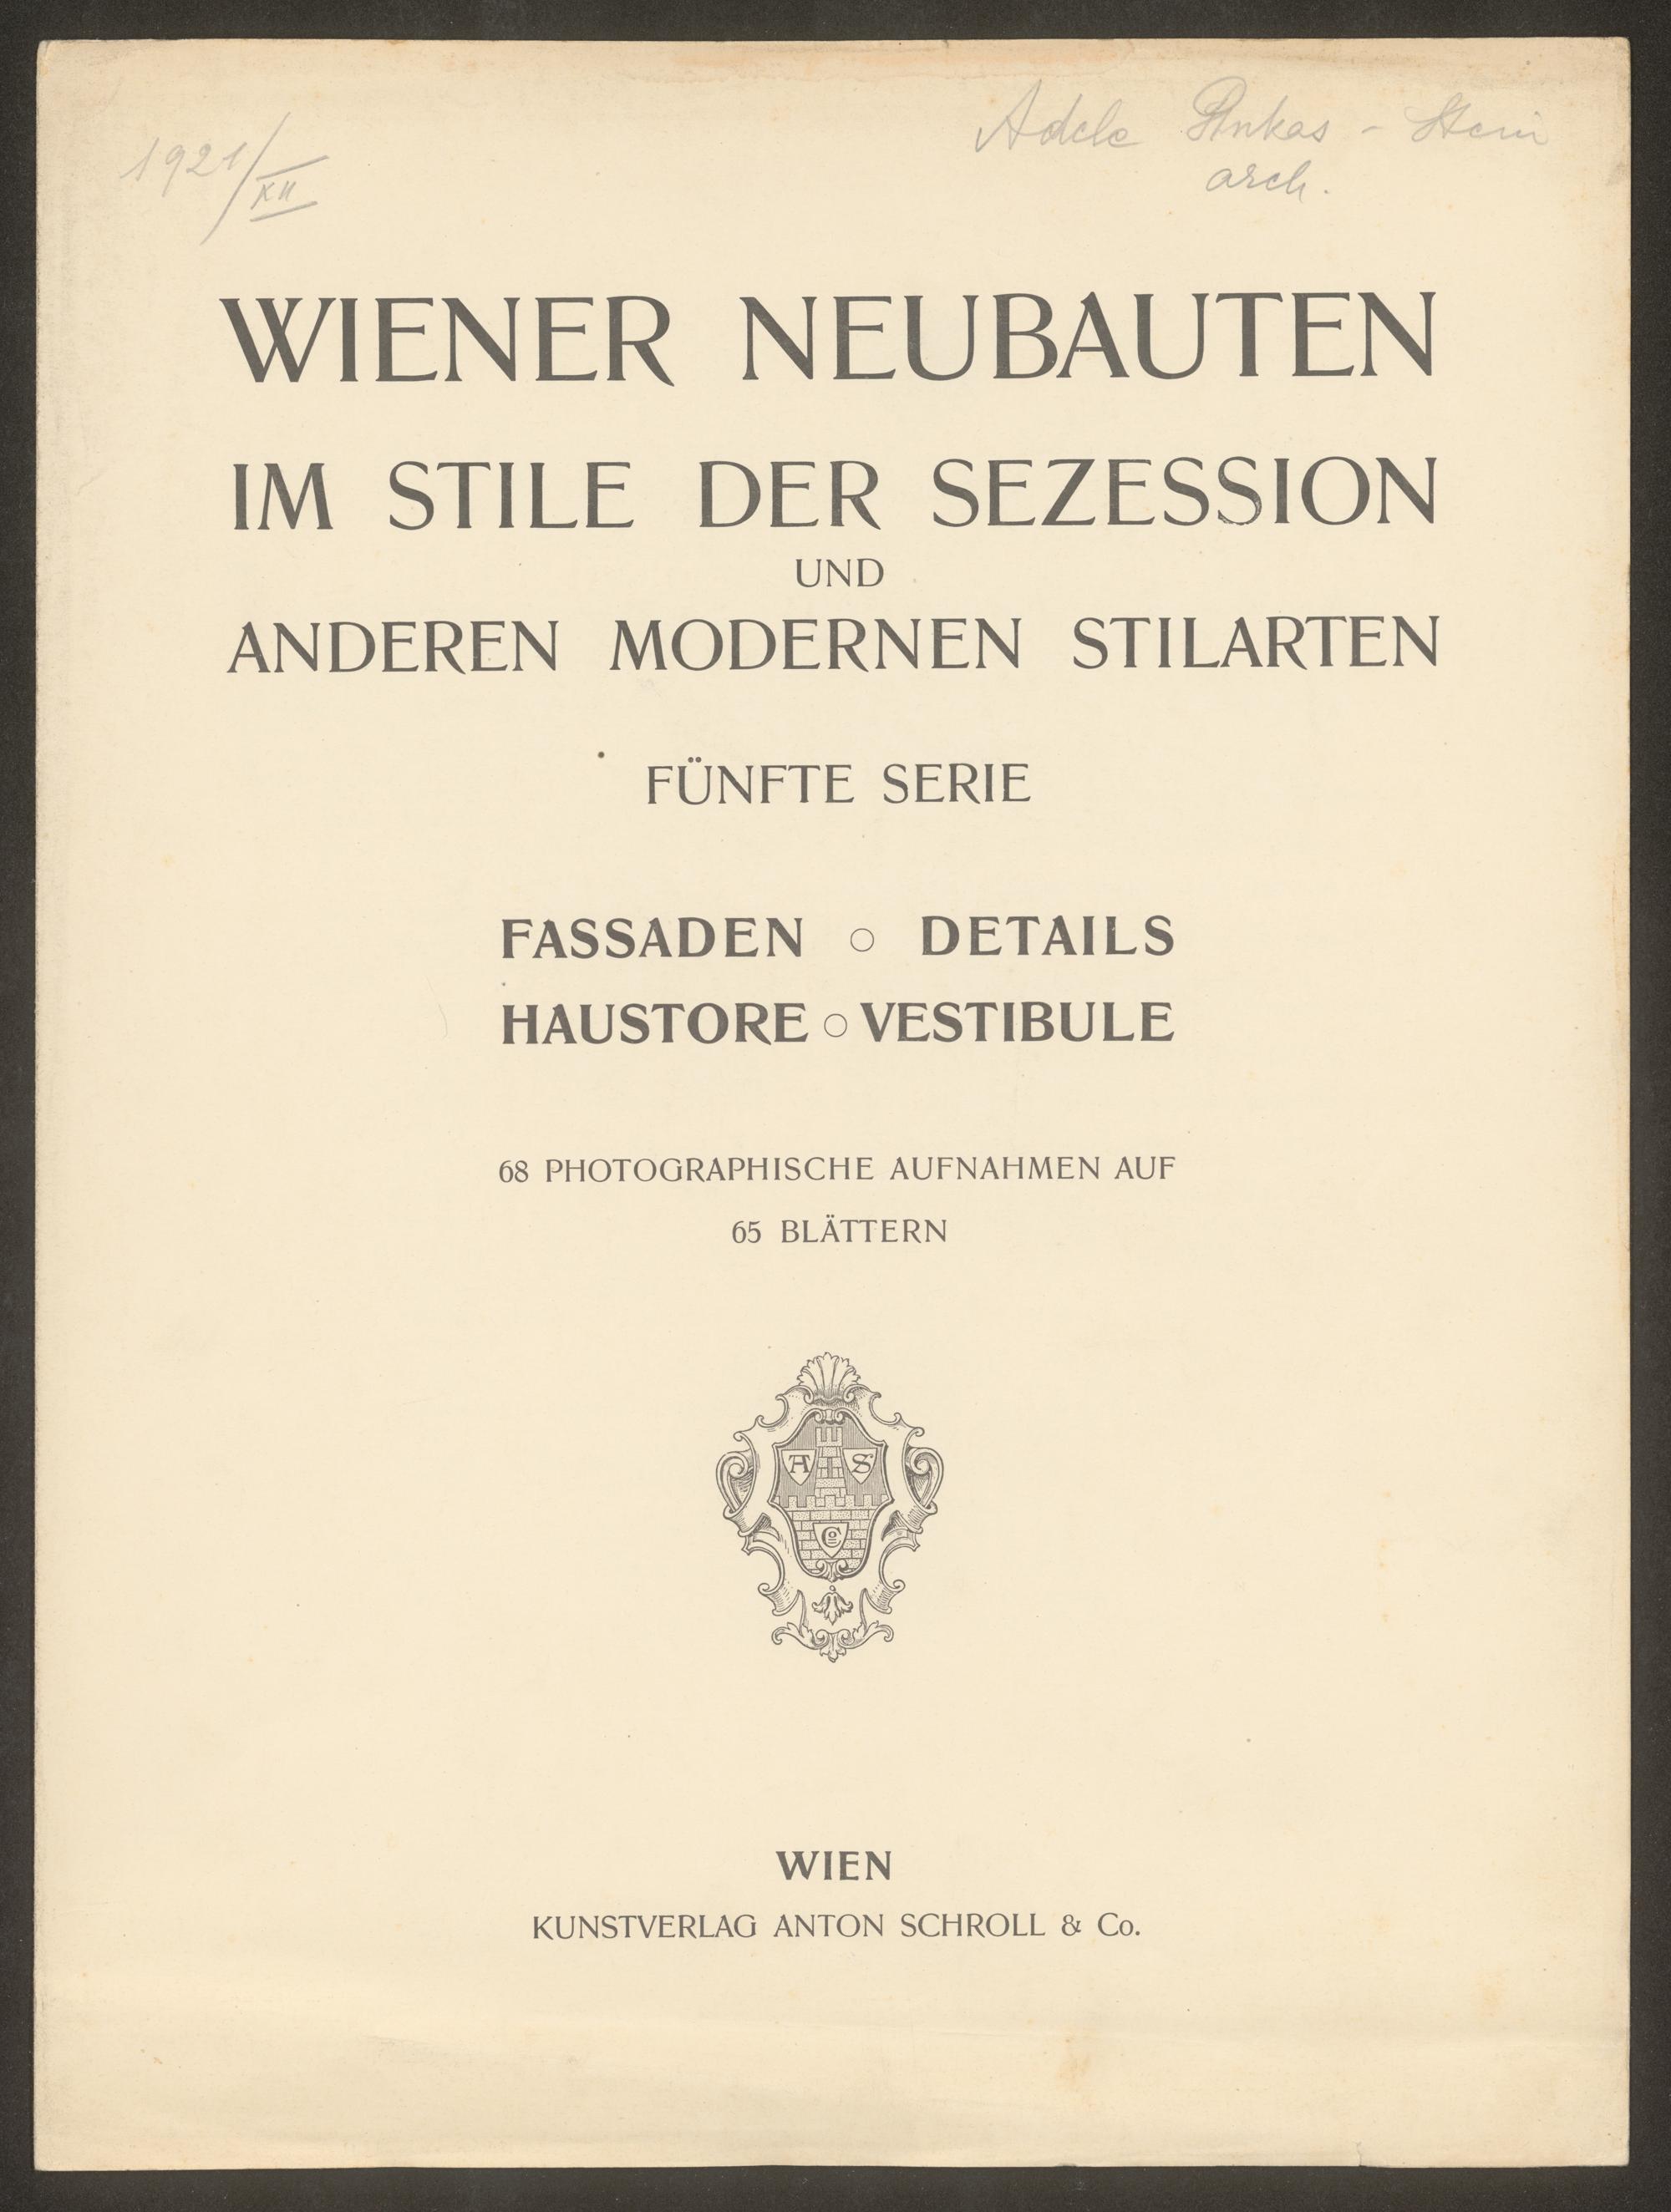 1921/XII
Adele Pinkas - Stein
arch.
WIENER NEUBAUTEN
IM STILE DER SEZESSION
UND
ANDEREN MODERNEN STILARTEN
FÜNFTE SERIE
FASSADEN ○ DETAILS
HAUSTORE ○ VESTIBULE
68 PHOTOGRAPHISCHE AUFNAHMEN AUF
65 BLÄTTERN
A S
Co
WIEN
KUNSTVERLAG ANTON SCHROLL & Co.